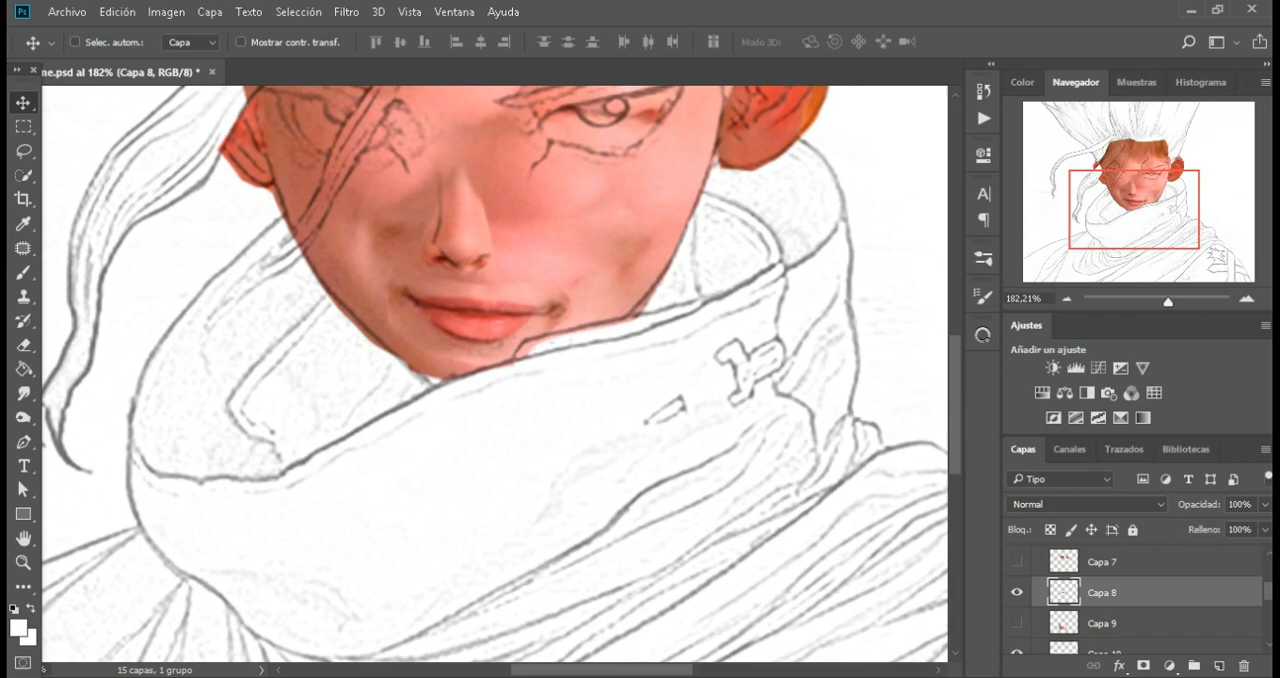 Ps Archivo Edición Imagen Capa Texto Selección Filtro 3D Vista Ventana Ayuda
Selec. autom.: Capa Mostrar contr. transf. Modo 3D:
ne.psd al 182% (Capa 8, RGB/8) *
Color Navegador Muestras Histograma
182,21%
Ajustes
Añadir un ajuste
Capas Canales Trazados Bibliotecas
Tipo
Normal Opacidad: 100%
Bloq.: Relleno: 100%
Capa 7
Capa 8
Capa 9
15 capas, 1 grupo